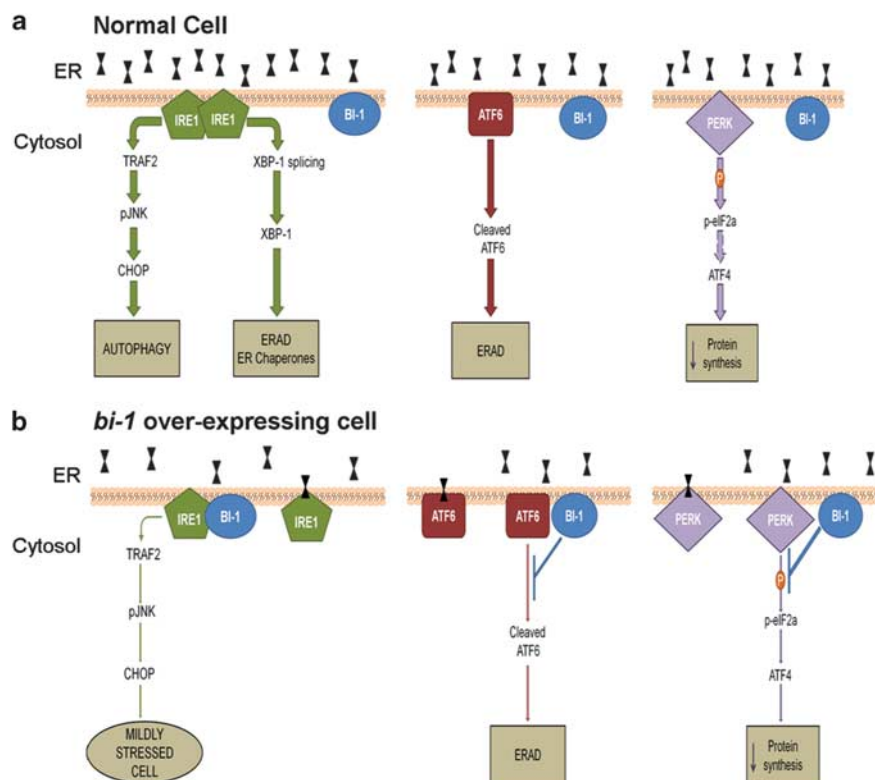 a Normal Cell
ER
Cytosol
IRE1 IRE1 BI-1
TRAF2 XBP-1 splicing
pJNK
XBP-1
CHOP
AUTOPHAGY
ERAD
ER Chaperones
ATF6 BI-1
Cleaved
ATF6
ERAD
PERK BI-1
P
p-eIF2a
ATF4
Protein
synthesis
b bi-1 over-expressing cell
ER
Cytosol
IRE1 BI-1 IRE1
TRAF2
pJNK
CHOP
MILDLY
STRESSED
CELL
ATF6 ATF6 BI-1
Cleaved
ATF6
ERAD
PERK PERK BI-1
P
p-eIF2a
ATF4
Protein
synthesis